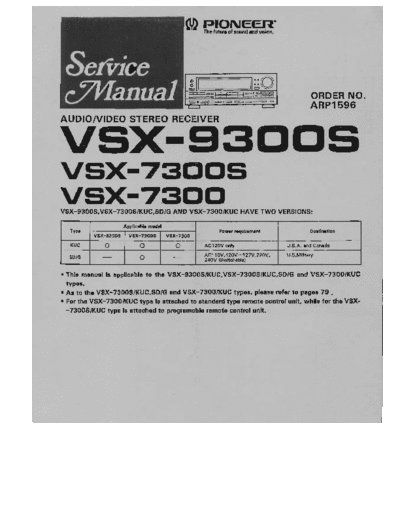 PIONEER
The future of sound and vision.
Service
Manual
ORDER NO.
ARP1596
AUDIO/VIDEO STEREO RECEIVER
VSX-9300S
VSX-7300S
VSX-7300
VSX-9300S,VSX-7300S/KUC,SD/G AND VSX-7300/KUC HAVE TWO VERSIONS:
Type Applicable model Power requirement Destination
VSX-9300S VSX-7300S VSX-7300
KUC ○ ○ ○ AC120V only U.S.A. and Canada
SD/G — ○ — AC110V,120V-127V,220V, U.S.Military
240V (Switchable)
• This manual is applicable to the VSX-9300S/KUC,VSX-7300S/KUC,SD/G and VSX-7300/KUC
types.
• As to the VSX-7300S/KUC,SD/G and VSX-7300/KUC types, please refer to pages 79 .
• For the VSX-7300/KUC type is attached to standard type remote control unit, while for the VSX-
-7300S/KUC type is attached to programable remote control unit.